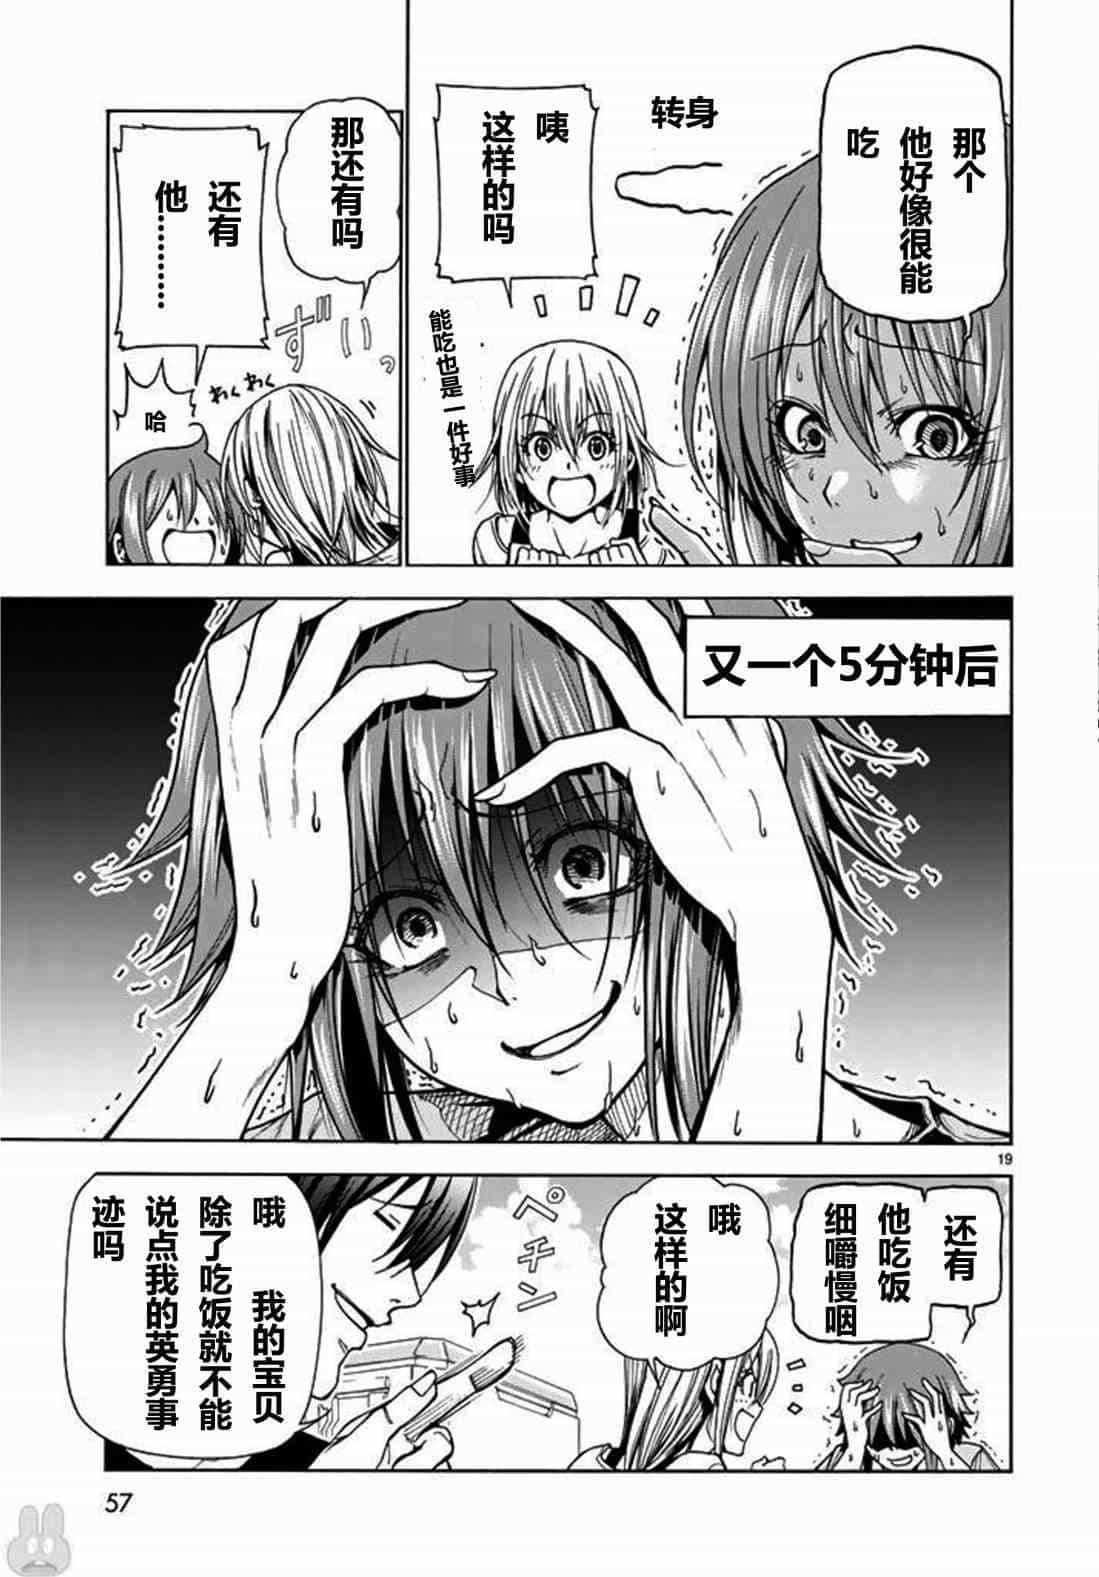 那个
他好像很能
吃
转身
咦
这样的吗
能吃也是一件好事
那还有吗
还有
他………
ずいっ
わくわく
哈
又一个5分钟后
19
还有
他吃饭
细嚼慢咽
哦
这样的啊
ペチン
哦 我的宝贝
除了吃饭就不能
说点我的英勇事
迹吗
57